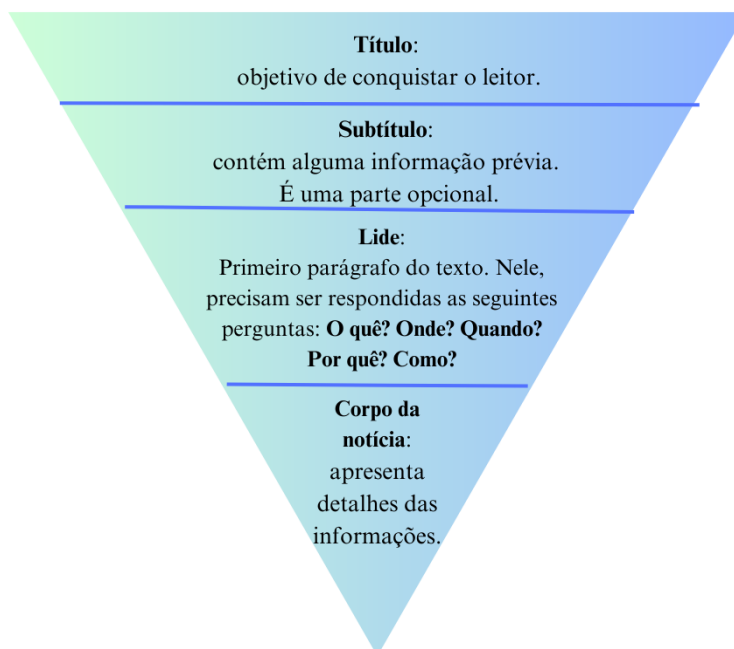 Título:
objetivo de conquistar o leitor.
Subtítulo:
contém alguma informação prévia.
É uma parte opcional.
Lide:
Primeiro parágrafo do texto. Nele,
precisam ser respondidas as seguintes
perguntas: O quê? Onde? Quando?
Por quê? Como?
Corpo da
notícia:
apresenta
detalhes das
informações.